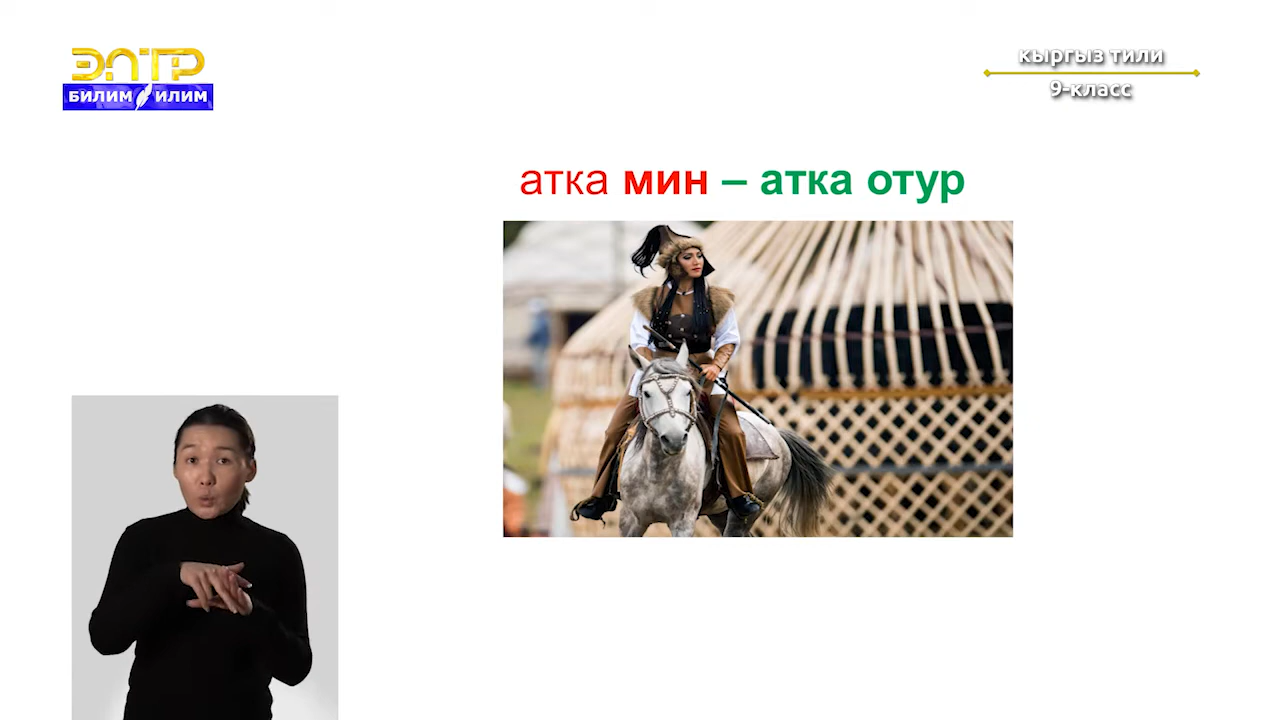 ЭЛТР
БИЛИМ ИЛИМ
кыргыз тили
9-класс
атка мин – атка отур